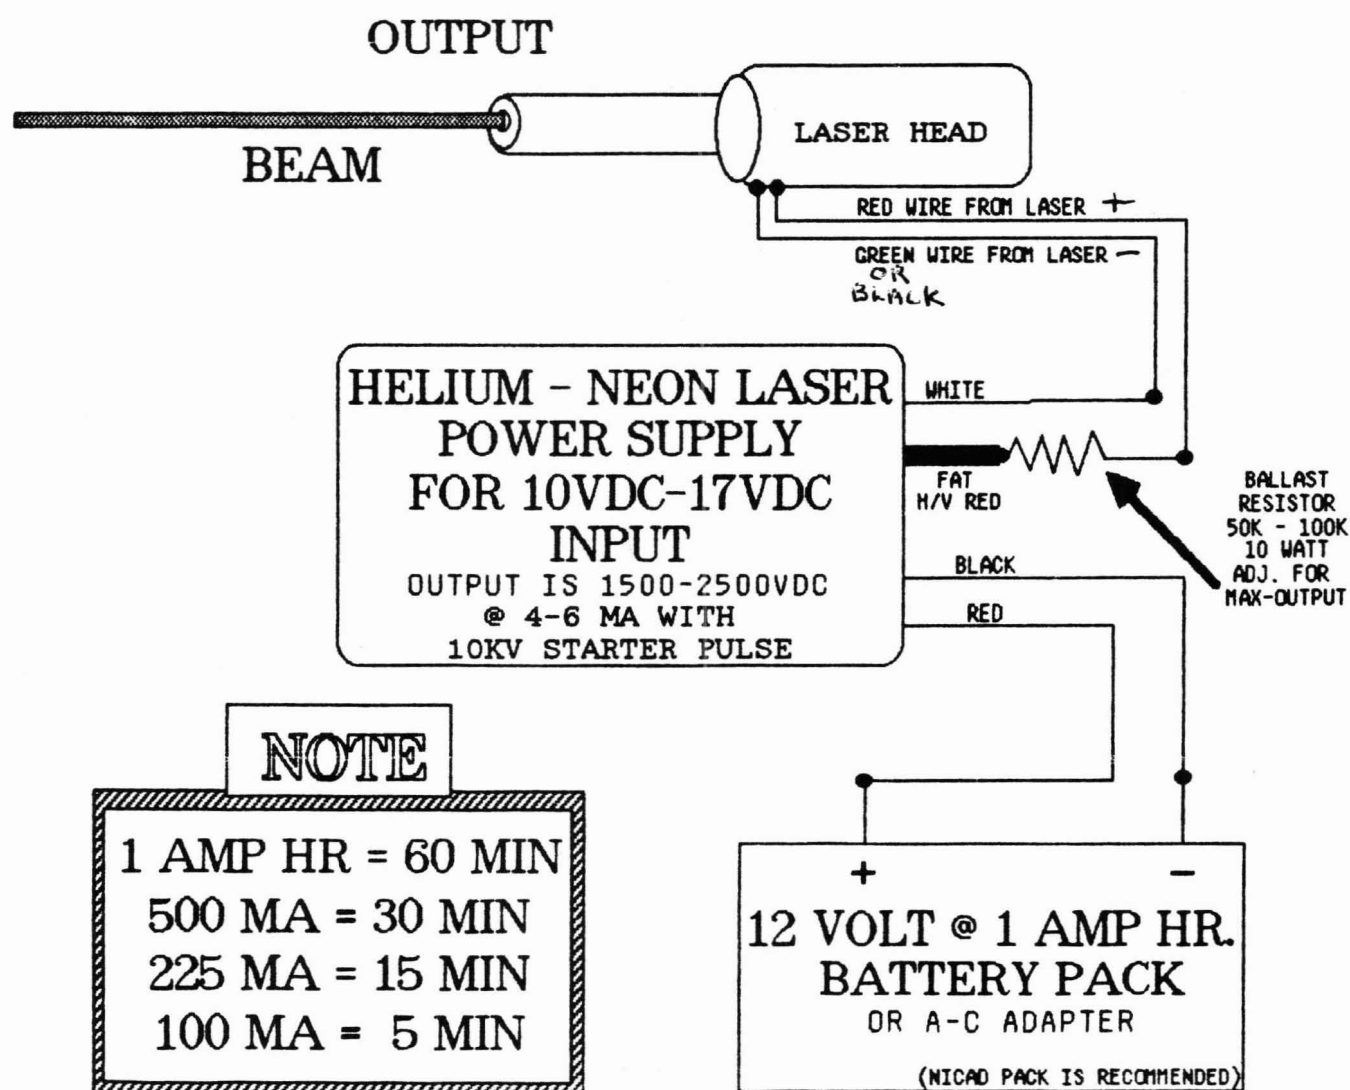 OUTPUT
BEAM
LASER HEAD
RED WIRE FROM LASER +
GREEN WIRE FROM LASER -
OR
BLACK
HELIUM - NEON LASER
POWER SUPPLY
FOR 10VDC-17VDC
INPUT
OUTPUT IS 1500-2500VDC
@ 4-6 MA WITH
10KV STARTER PULSE
WHITE
FAT
H/V RED
BLACK
RED
BALLAST
RESISTOR
50K - 100K
10 WATT
ADJ. FOR
MAX-OUTPUT
NOTE
1 AMP HR = 60 MIN
500 MA = 30 MIN
225 MA = 15 MIN
100 MA = 5 MIN
+ -
12 VOLT @ 1 AMP HR.
BATTERY PACK
OR A-C ADAPTER
(NICAD PACK IS RECOMMENDED)